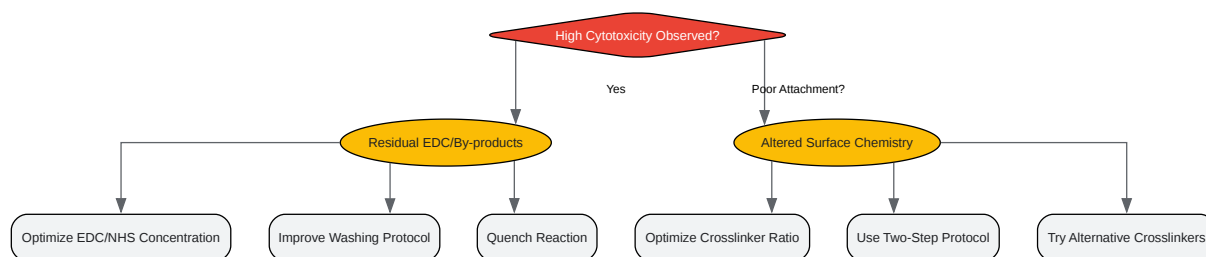 High Cytotoxicity Observed?
Yes
Poor Attachment?
Residual EDC/By-products
Altered Surface Chemistry
Optimize EDC/NHS Concentration
Improve Washing Protocol
Quench Reaction
Optimize Crosslinker Ratio
Use Two-Step Protocol
Try Alternative Crosslinkers